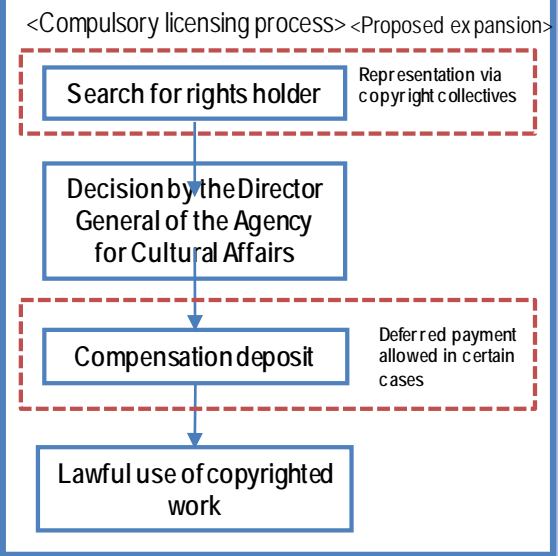 <Compulsory licensing process> <Proposed expansion>
Search for rights holder
Representation via
copyright collectives
Decision by the Director
General of the Agency
for Cultural Affairs
Compensation deposit
Deferred payment
allowed in certain
cases
Lawful use of copyrighted
work